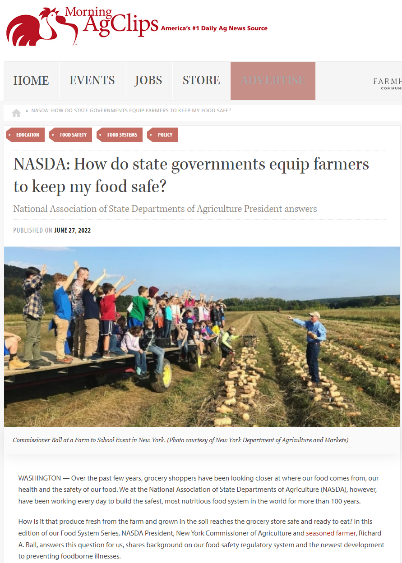 Morning
AgClips America's #1 Daily Ag News Source
HOME EVENTS JOBS STORE ADVERTISE
FARME
» NASDA: HOW DO STATE GOVERNMENTS EQUIP FARMERS TO KEEP MY FOOD SAFE?
EDUCATION FOOD SAFETY FOOD SYSTEMS POLICY
NASDA: How do state governments equip farmers
to keep my food safe?
National Association of State Departments of Agriculture President answers
PUBLISHED ON JUNE 27, 2022
Commissioner Ball at a Farm to School Event in New York. (Photo courtesy of New York Department of Agriculture and Markets)
WASHINGTON — Over the past few years, grocery shoppers have been looking closer at where our food comes from, our
health and the safety of our food. We at the National Association of State Departments of Agriculture (NASDA), however,
have been working every day to build the safest, most nutritious food system in the world for more than 100 years.
How is it that produce fresh from the farm and grown in the soil reaches the grocery store safe and ready to eat? In this
edition of our Food System Series, NASDA President, New York Commissioner of Agriculture and seasoned farmer, Richard
A. Ball, answers this question for us, shares background on our food safety regulatory system and the newest development
to preventing foodborne illnesses.